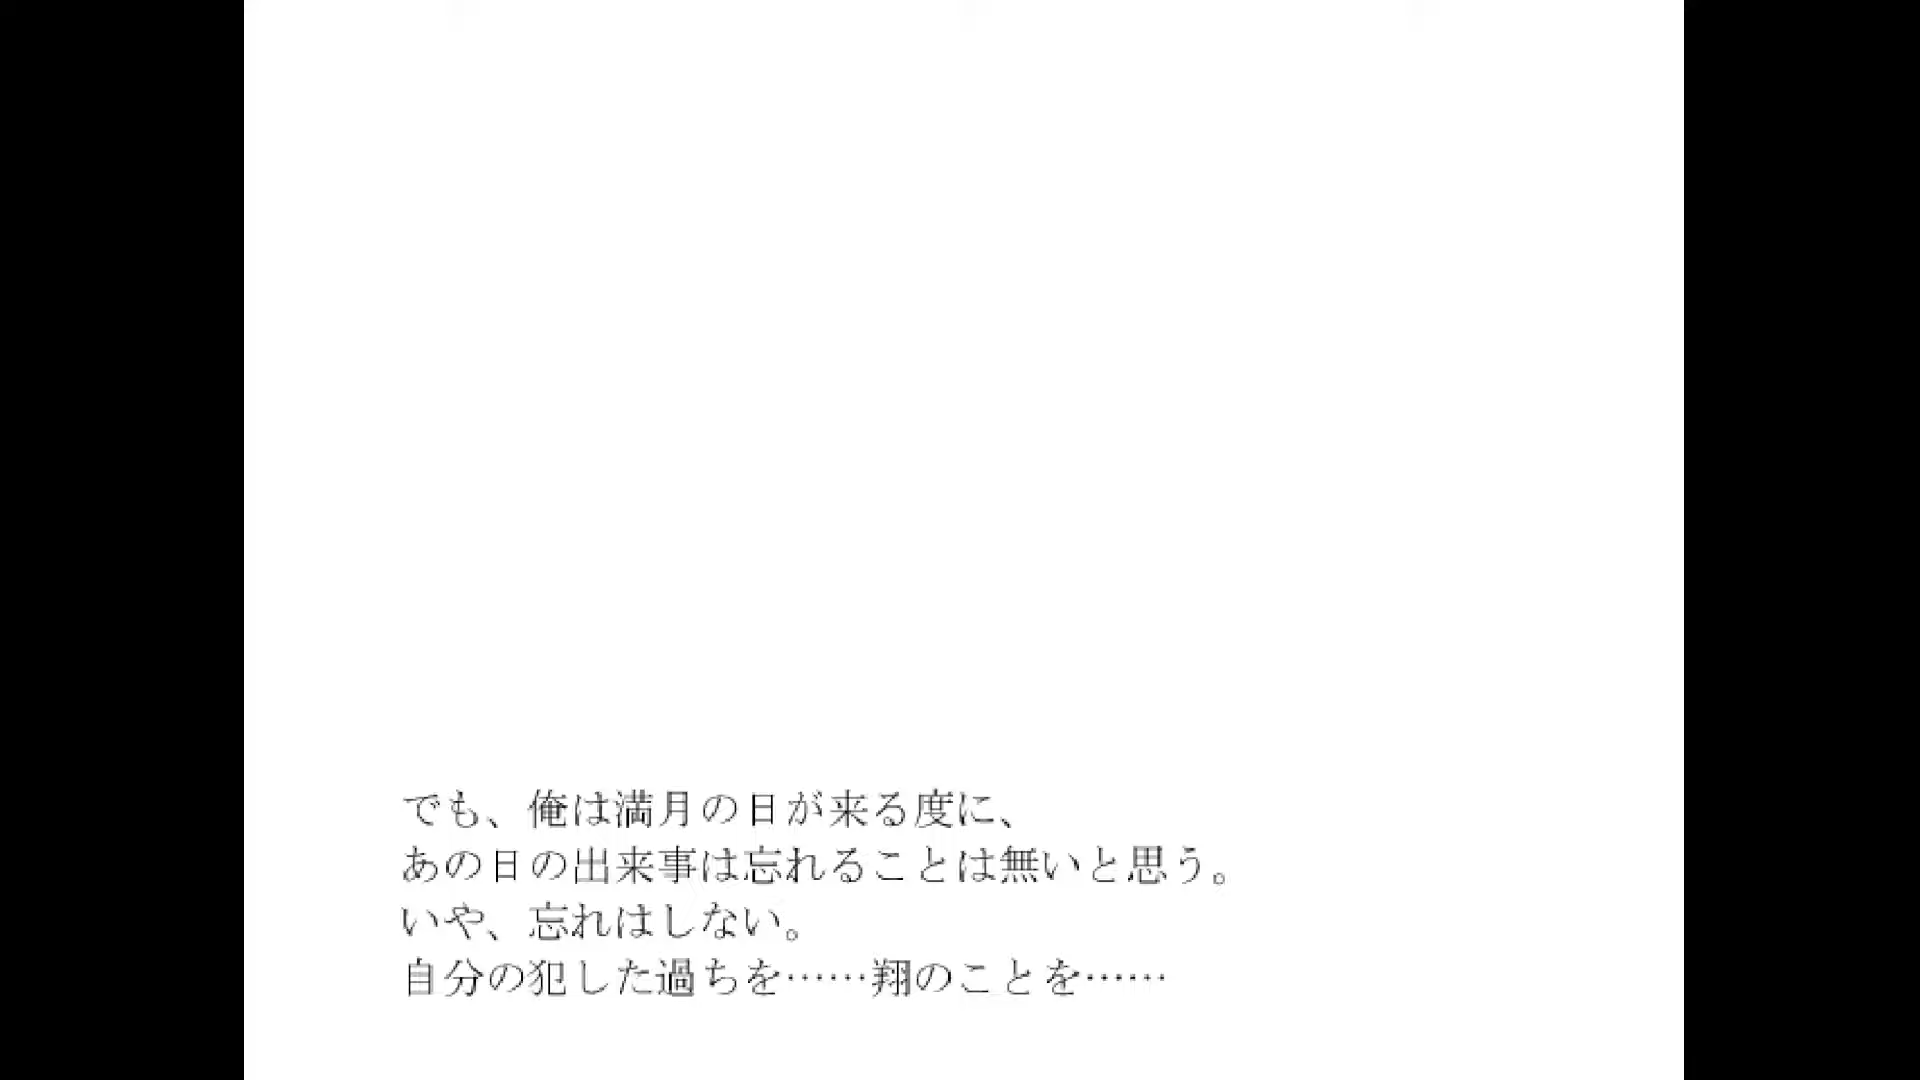 でも、俺は満月の日が来る度に、
あの日の出来事は忘れることは無いと思う。
いや、忘れはしない。
自分の犯した過ちを……翔のことを……